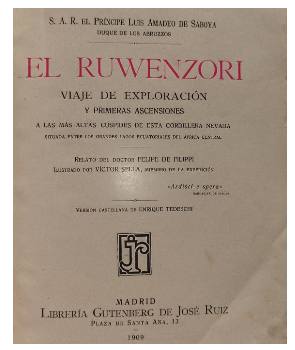 S. A. R. EL PRÍNCIPE LUIS AMADEO DE SABOYA
DUQUE DE LOS ABRUZZOS
EL RUWENZORI
VIAJE DE EXPLORACIÓN
Y PRIMERAS ASCENSIONES
A LAS MÁS ALTAS CÚSPIDES DE ESTA CORDILLERA NEVADA
SITUADA ENTRE LOS GRANDES LAGOS ECUATORIALES DEL ÁFRICA CENTRAL
RELATO DEL DOCTOR FELIPE DE FILIPPI
ILUSTRADO POR VÍCTOR SELLA, MIEMBRO DE LA EXPEDICIÓN
«Ardisci e opera»
VERSIÓN CASTELLANA DE ENRIQUE TEDESCHI
MADRID
LIBRERÍA GUTENBERG DE JOSÉ RUIZ
PLAZA DE SANTA ANA, 13
1909